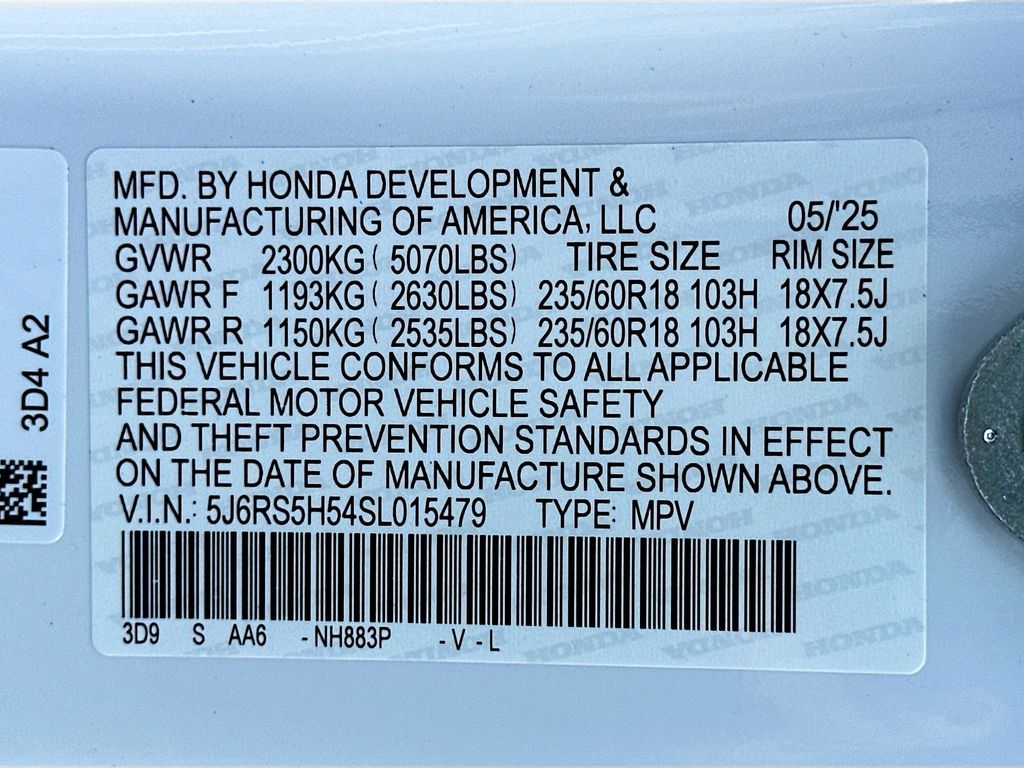 MFD. BY HONDA DEVELOPMENT &
MANUFACTURING OF AMERICA, LLC 05/'25
GVWR 2300KG ( 5070LBS) TIRE SIZE RIM SIZE
GAWR F 1193KG ( 2630LBS) 235/60R18 103H 18X7.5J
GAWR R 1150KG ( 2535LBS) 235/60R18 103H 18X7.5J
THIS VEHICLE CONFORMS TO ALL APPLICABLE
FEDERAL MOTOR VEHICLE SAFETY
AND THEFT PREVENTION STANDARDS IN EFFECT
ON THE DATE OF MANUFACTURE SHOWN ABOVE.
V.I.N.: 5J6RS5H54SL015479 TYPE: MPV
3D9 S AA6 - NH883P - V - L
3D4 A2